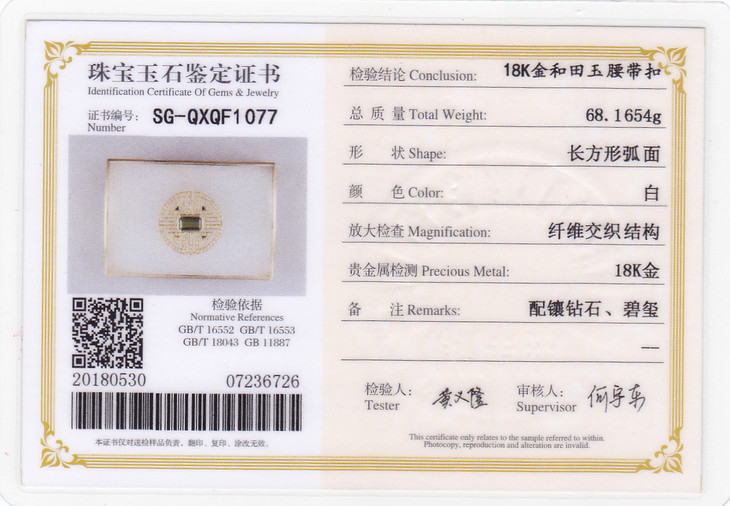 珠宝玉石鉴定证书
Identification Certificate Of Gems & Jewelry
证书编号: SG-QXQF1077
Number
检验依据
Normative References
GB/T 16552 GB/T 16553
GB/T 18043 GB 11887
20180530 07236726
本证书仅对送检样品负责、翻印、复印、涂改无效。
检验结论 Conclusion: 18K金和田玉腰带扣
总 质 量 Total Weight: 68.1654g
形 状 Shape: 长方形弧面
颜 色 Color: 白
放大检查 Magnification: 纤维交织结构
贵金属检测 Precious Metal: 18K金
备 注 Remarks: 配镶钻石、碧玺
—
检验人: 审核人:
Tester Supervisor
This certificate only relates to the sample referred to within.
Photocopy, reproduction and alteration are invalid.